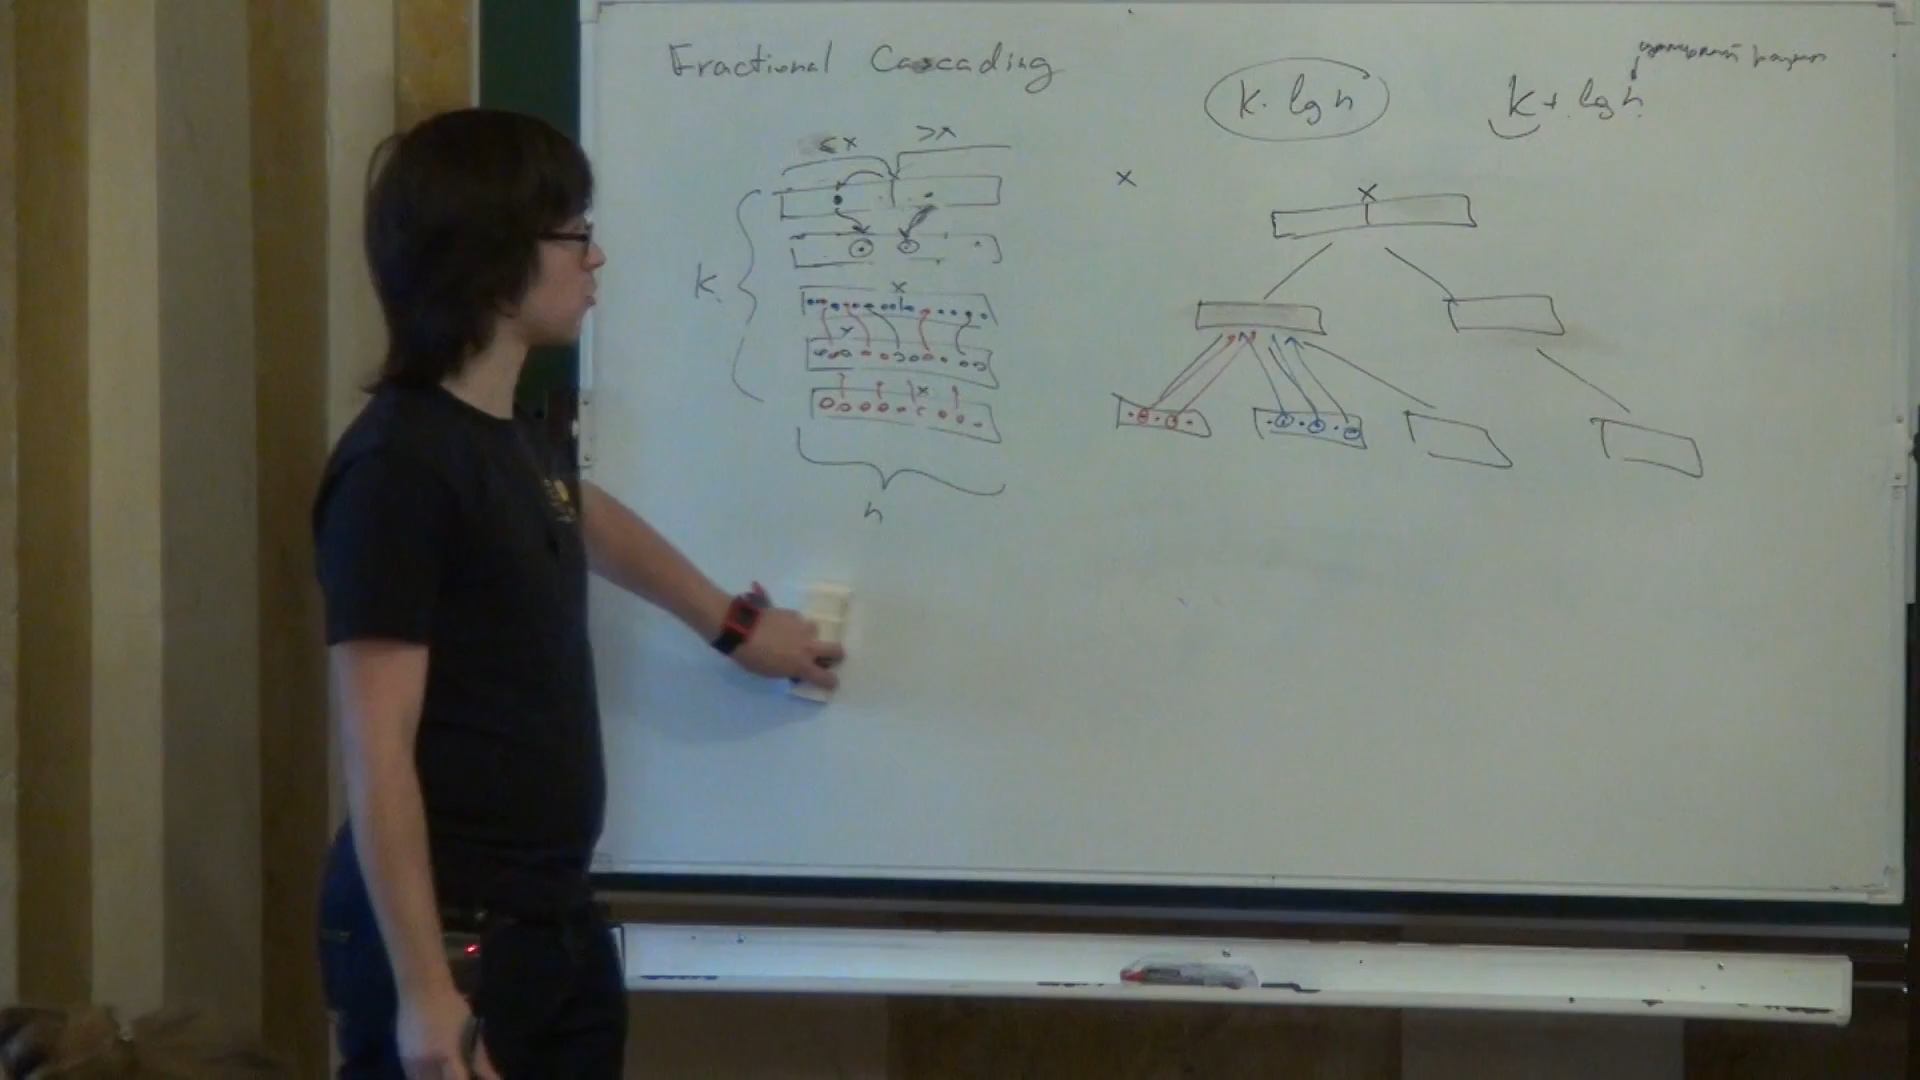 Fractional Cascading
k · lg n
k + lg n
≤ x
> x
x
x
k
x
x
x
n